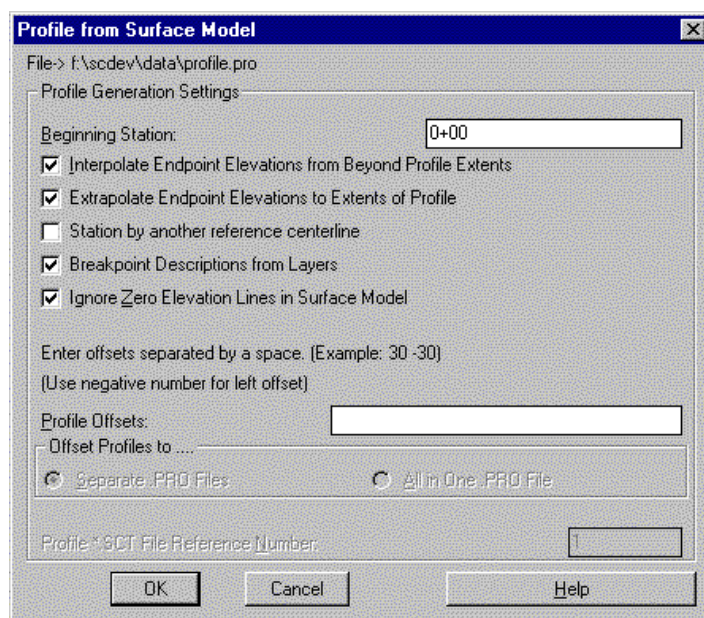 Profile from Surface Model
File-> f:\scdev\data\profile.pro
Profile Generation Settings
Beginning Station: 0+00
Interpolate Endpoint Elevations from Beyond Profile Extents
Extrapolate Endpoint Elevations to Extents of Profile
Station by another reference centerline
Breakpoint Descriptions from Layers
Ignore Zero Elevation Lines in Surface Model
Enter offsets separated by a space. (Example: 30 -30)
(Use negative number for left offset)
Profile Offsets:
Offset Profiles to ....
Separate .PRO Files All in One .PRO File
Profile *.SCT File Reference Number: 1
OK Cancel Help